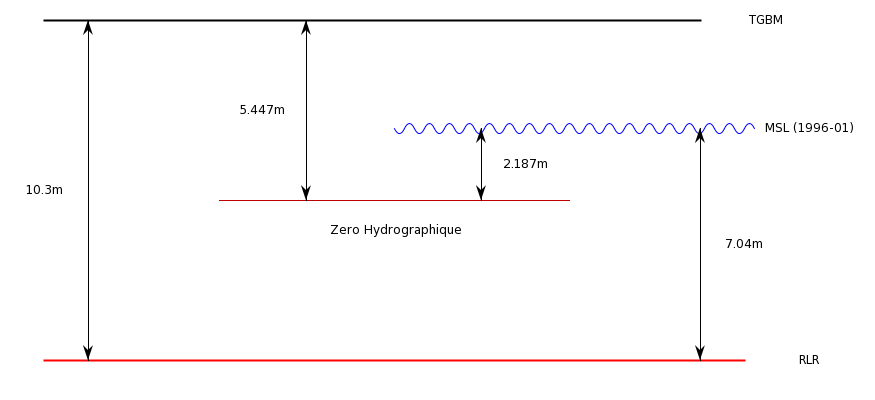 TGBM
5.447m
MSL (1996-01)
2.187m
10.3m
Zero Hydrographique
7.04m
RLR